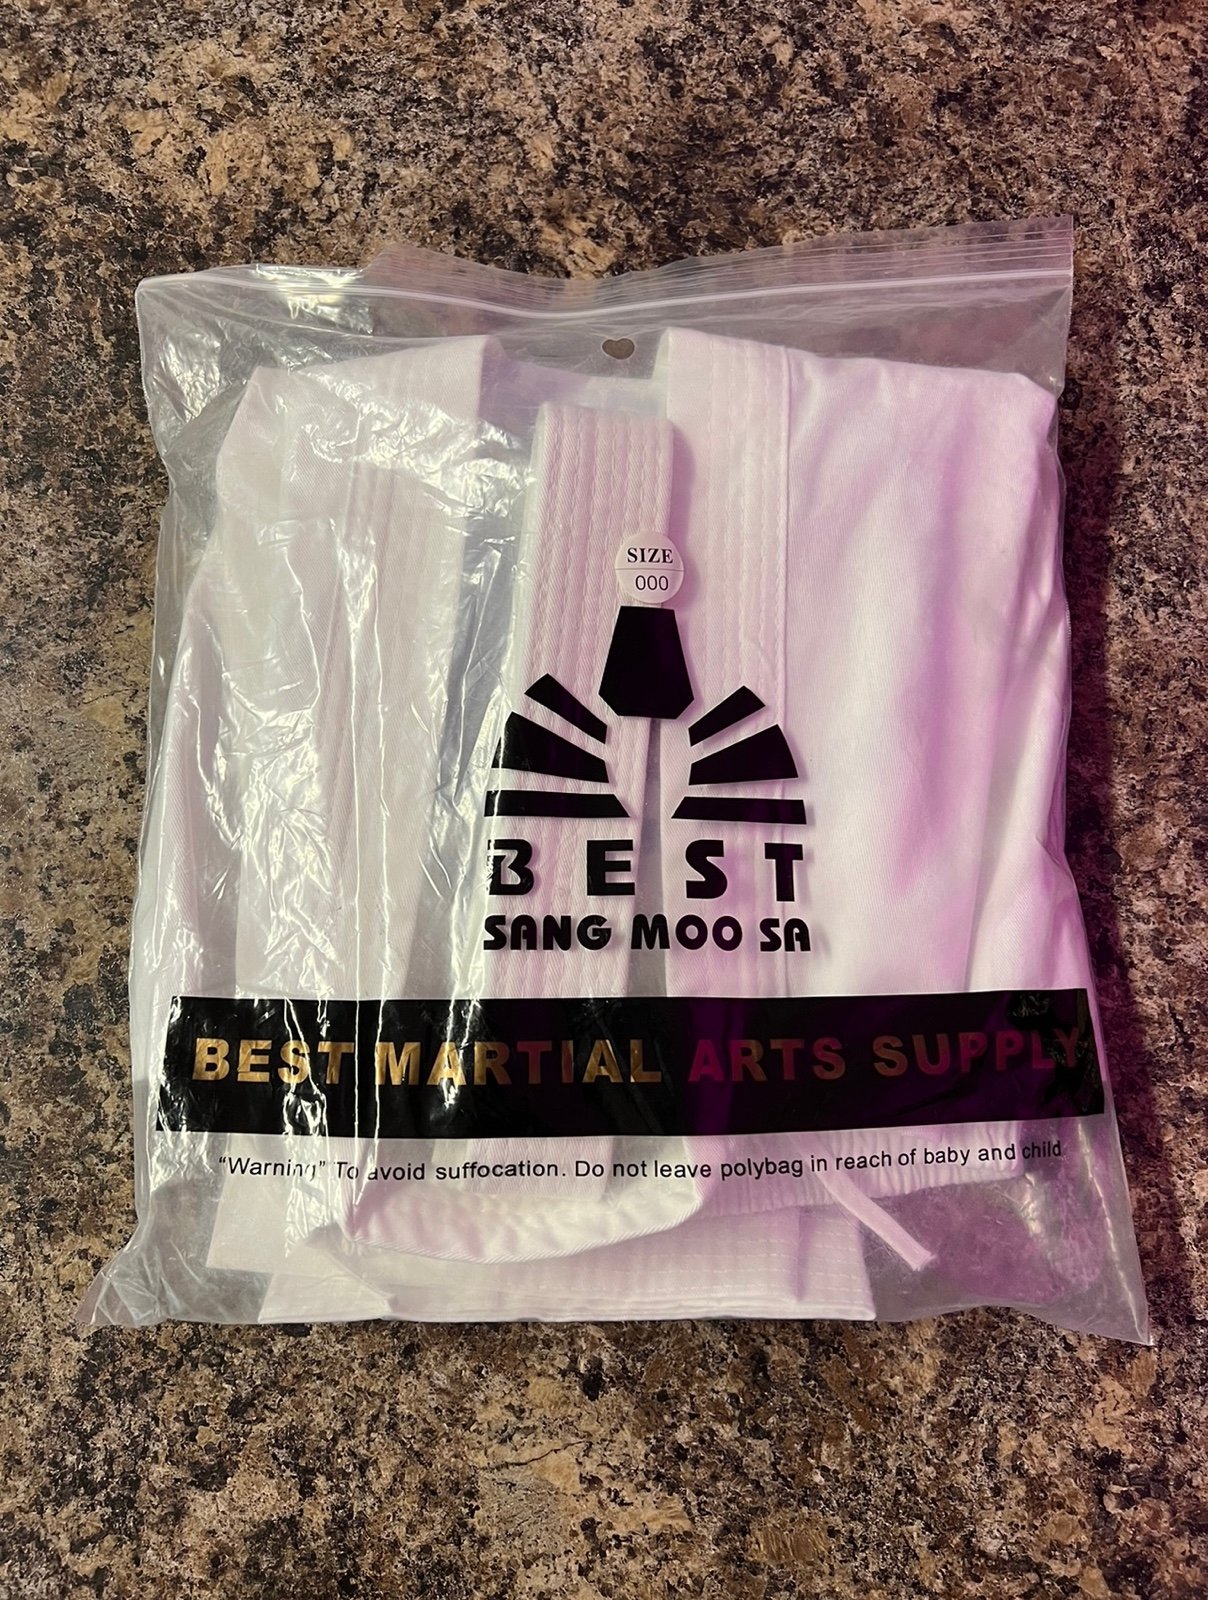 SIZE
000
BEST
SANG MOO SA
BEST MARTIAL ARTS SUPPLY
“Warning” To avoid suffocation. Do not leave polybag in reach of baby and child